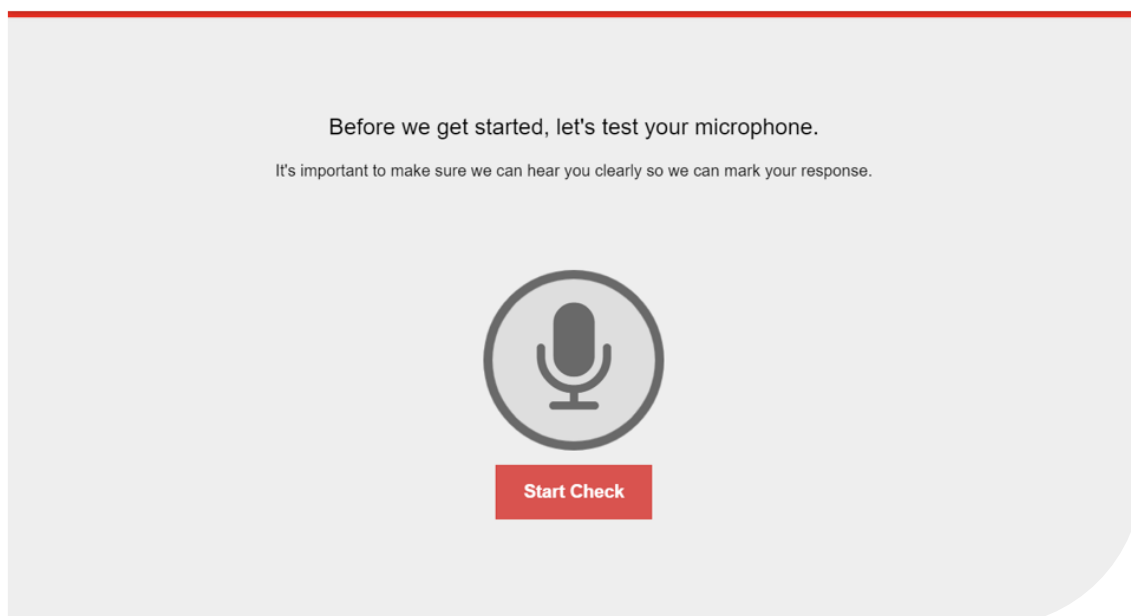 Before we get started, let's test your microphone.
It's important to make sure we can hear you clearly so we can mark your response.
Start Check